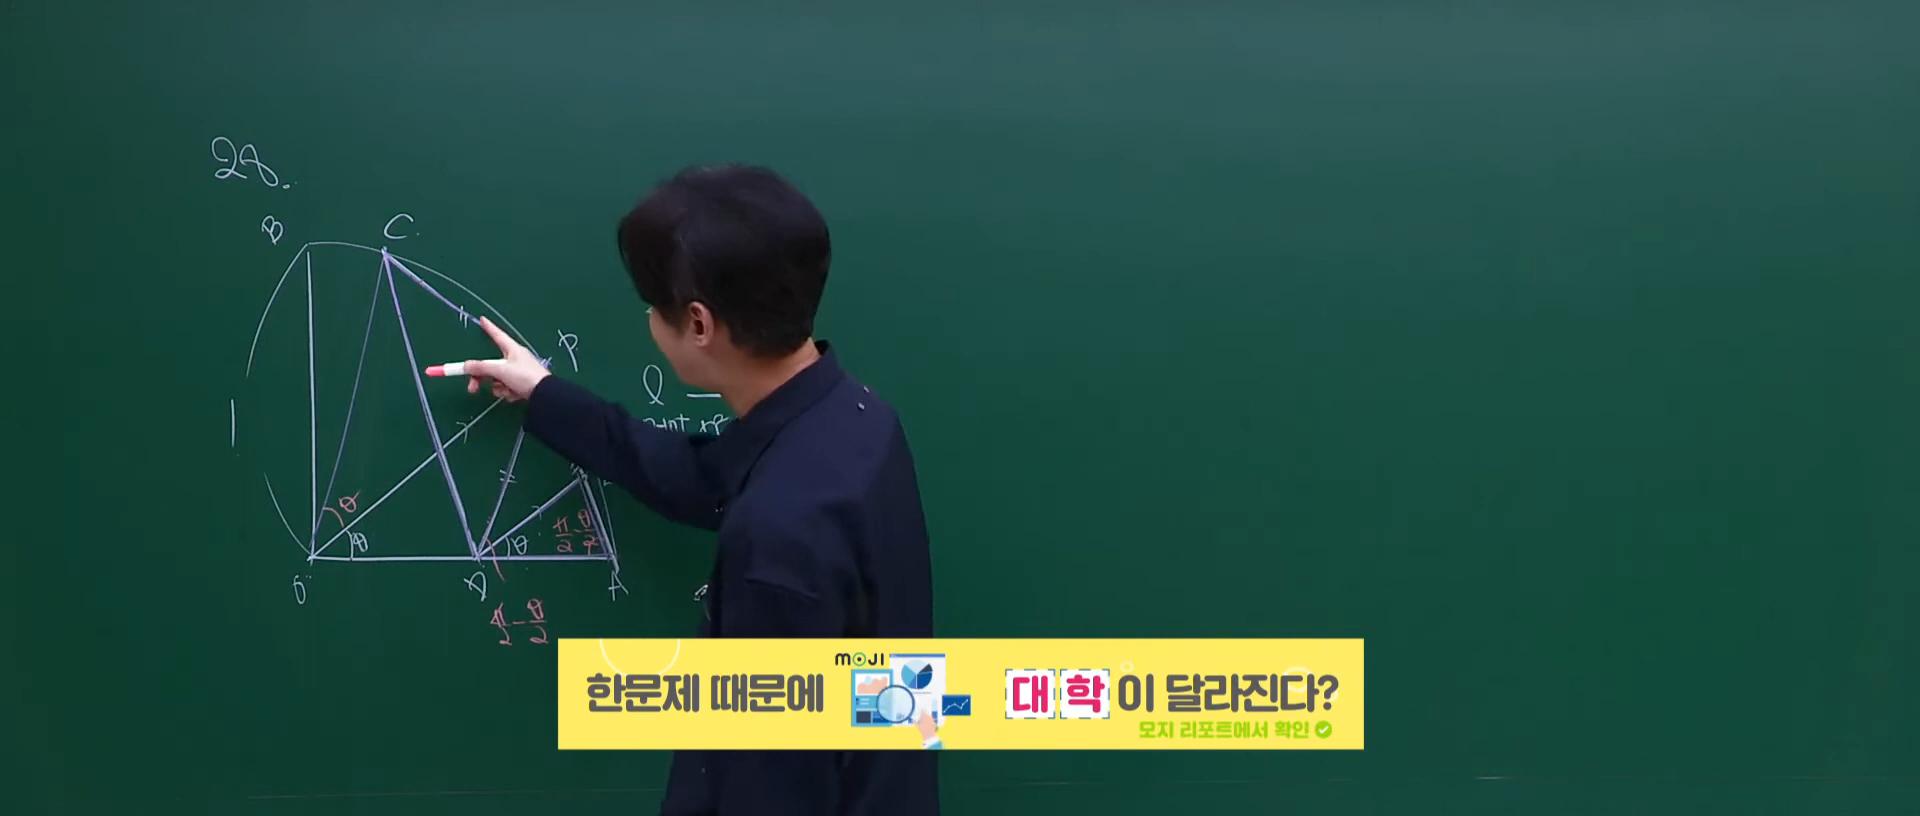 28.
B
C
P
l
1
θ
θ
θ
π/2 - θ/2
O
D
A
π/2 - θ/2
MOJI
한문제 때문에
대학이 달라진다?
모지 리포트에서 확인